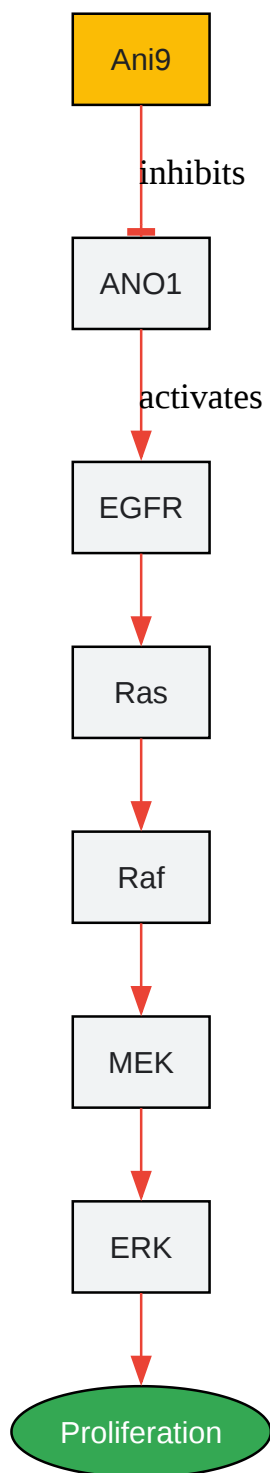 Ani9
inhibits
ANO1
activates
EGFR
Ras
Raf
MEK
ERK
Proliferation